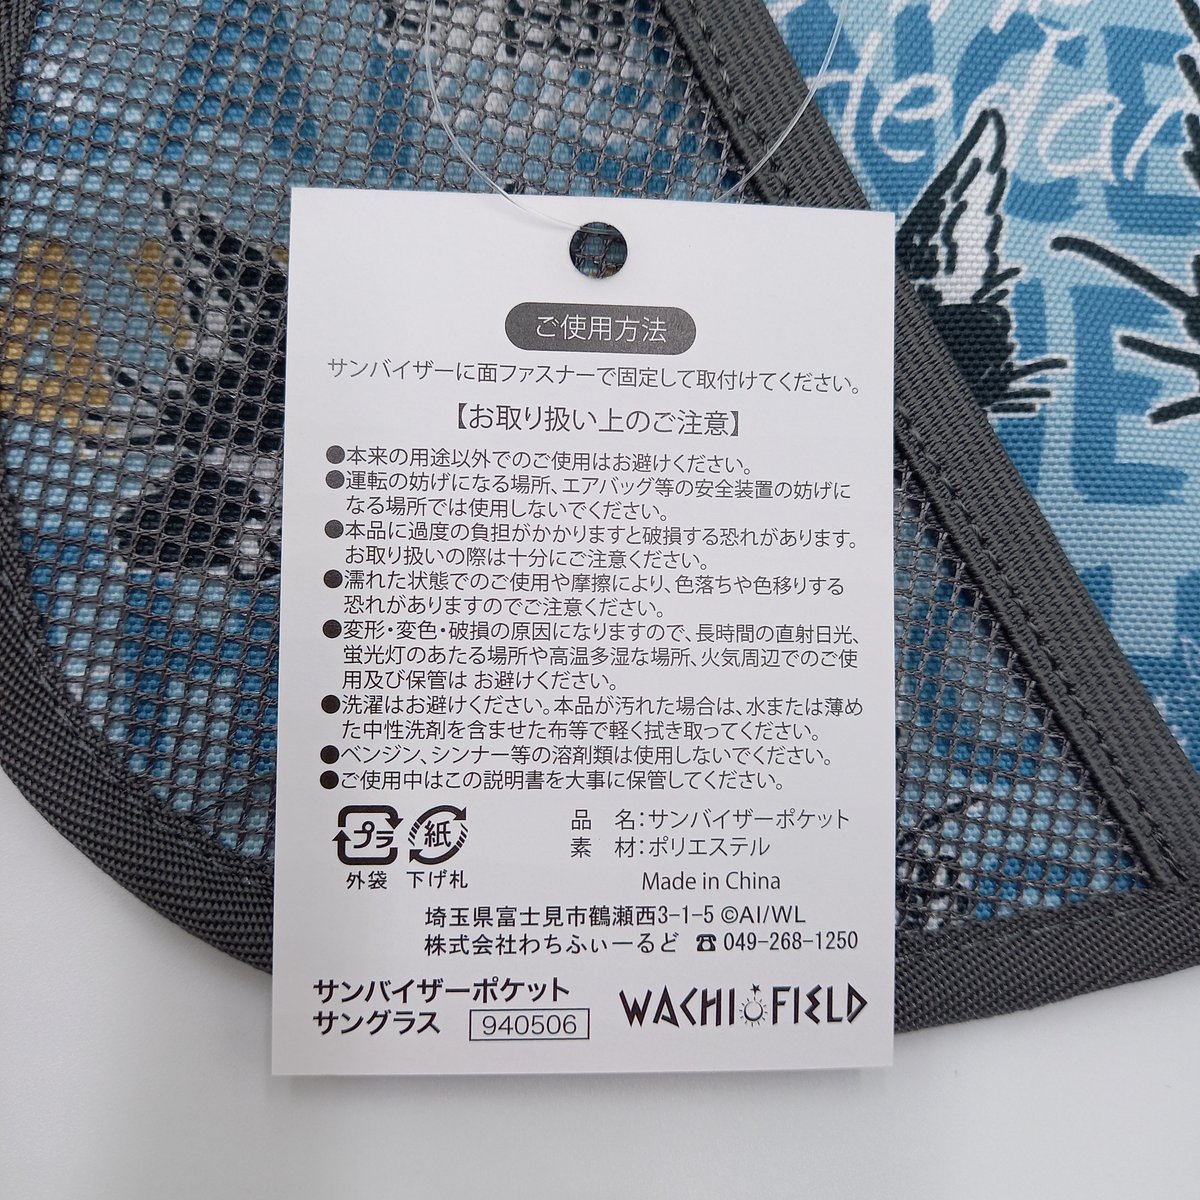 ご使用方法
サンバイザーに面ファスナーで固定して取付けてください。
【お取り扱い上のご注意】
●本来の用途以外でのご使用はお避けください。
●運転の妨げになる場所、エアバッグ等の安全装置の妨げに
なる場所では使用しないでください。
●本品に過度の負担がかかりますと破損する恐れがあります。
お取り扱いの際は十分にご注意ください。
●濡れた状態でのご使用や摩擦により、色落ちや色移りする
恐れがありますのでご注意ください。
●変形・変色・破損の原因になりますので、長時間の直射日光、
蛍光灯のあたる場所や高温多湿な場所、火気周辺でのご使
用及び保管は お避けください。
●洗濯はお避けください。本品が汚れた場合は、水または薄め
た中性洗剤を含ませた布等で軽く拭き取ってください。
●ベンジン、シンナー等の溶剤類は使用しないでください。
●ご使用中はこの説明書を大事に保管してください。
プラ 紙
外袋 下げ札
品 名：サンバイザーポケット
素 材：ポリエステル
Made in China
埼玉県富士見市鶴瀬西3-1-5 ©AI/WL
株式会社わちふぃーるど ☎ 049-268-1250
サンバイザーポケット
サングラス 940506
WACHI FIELD